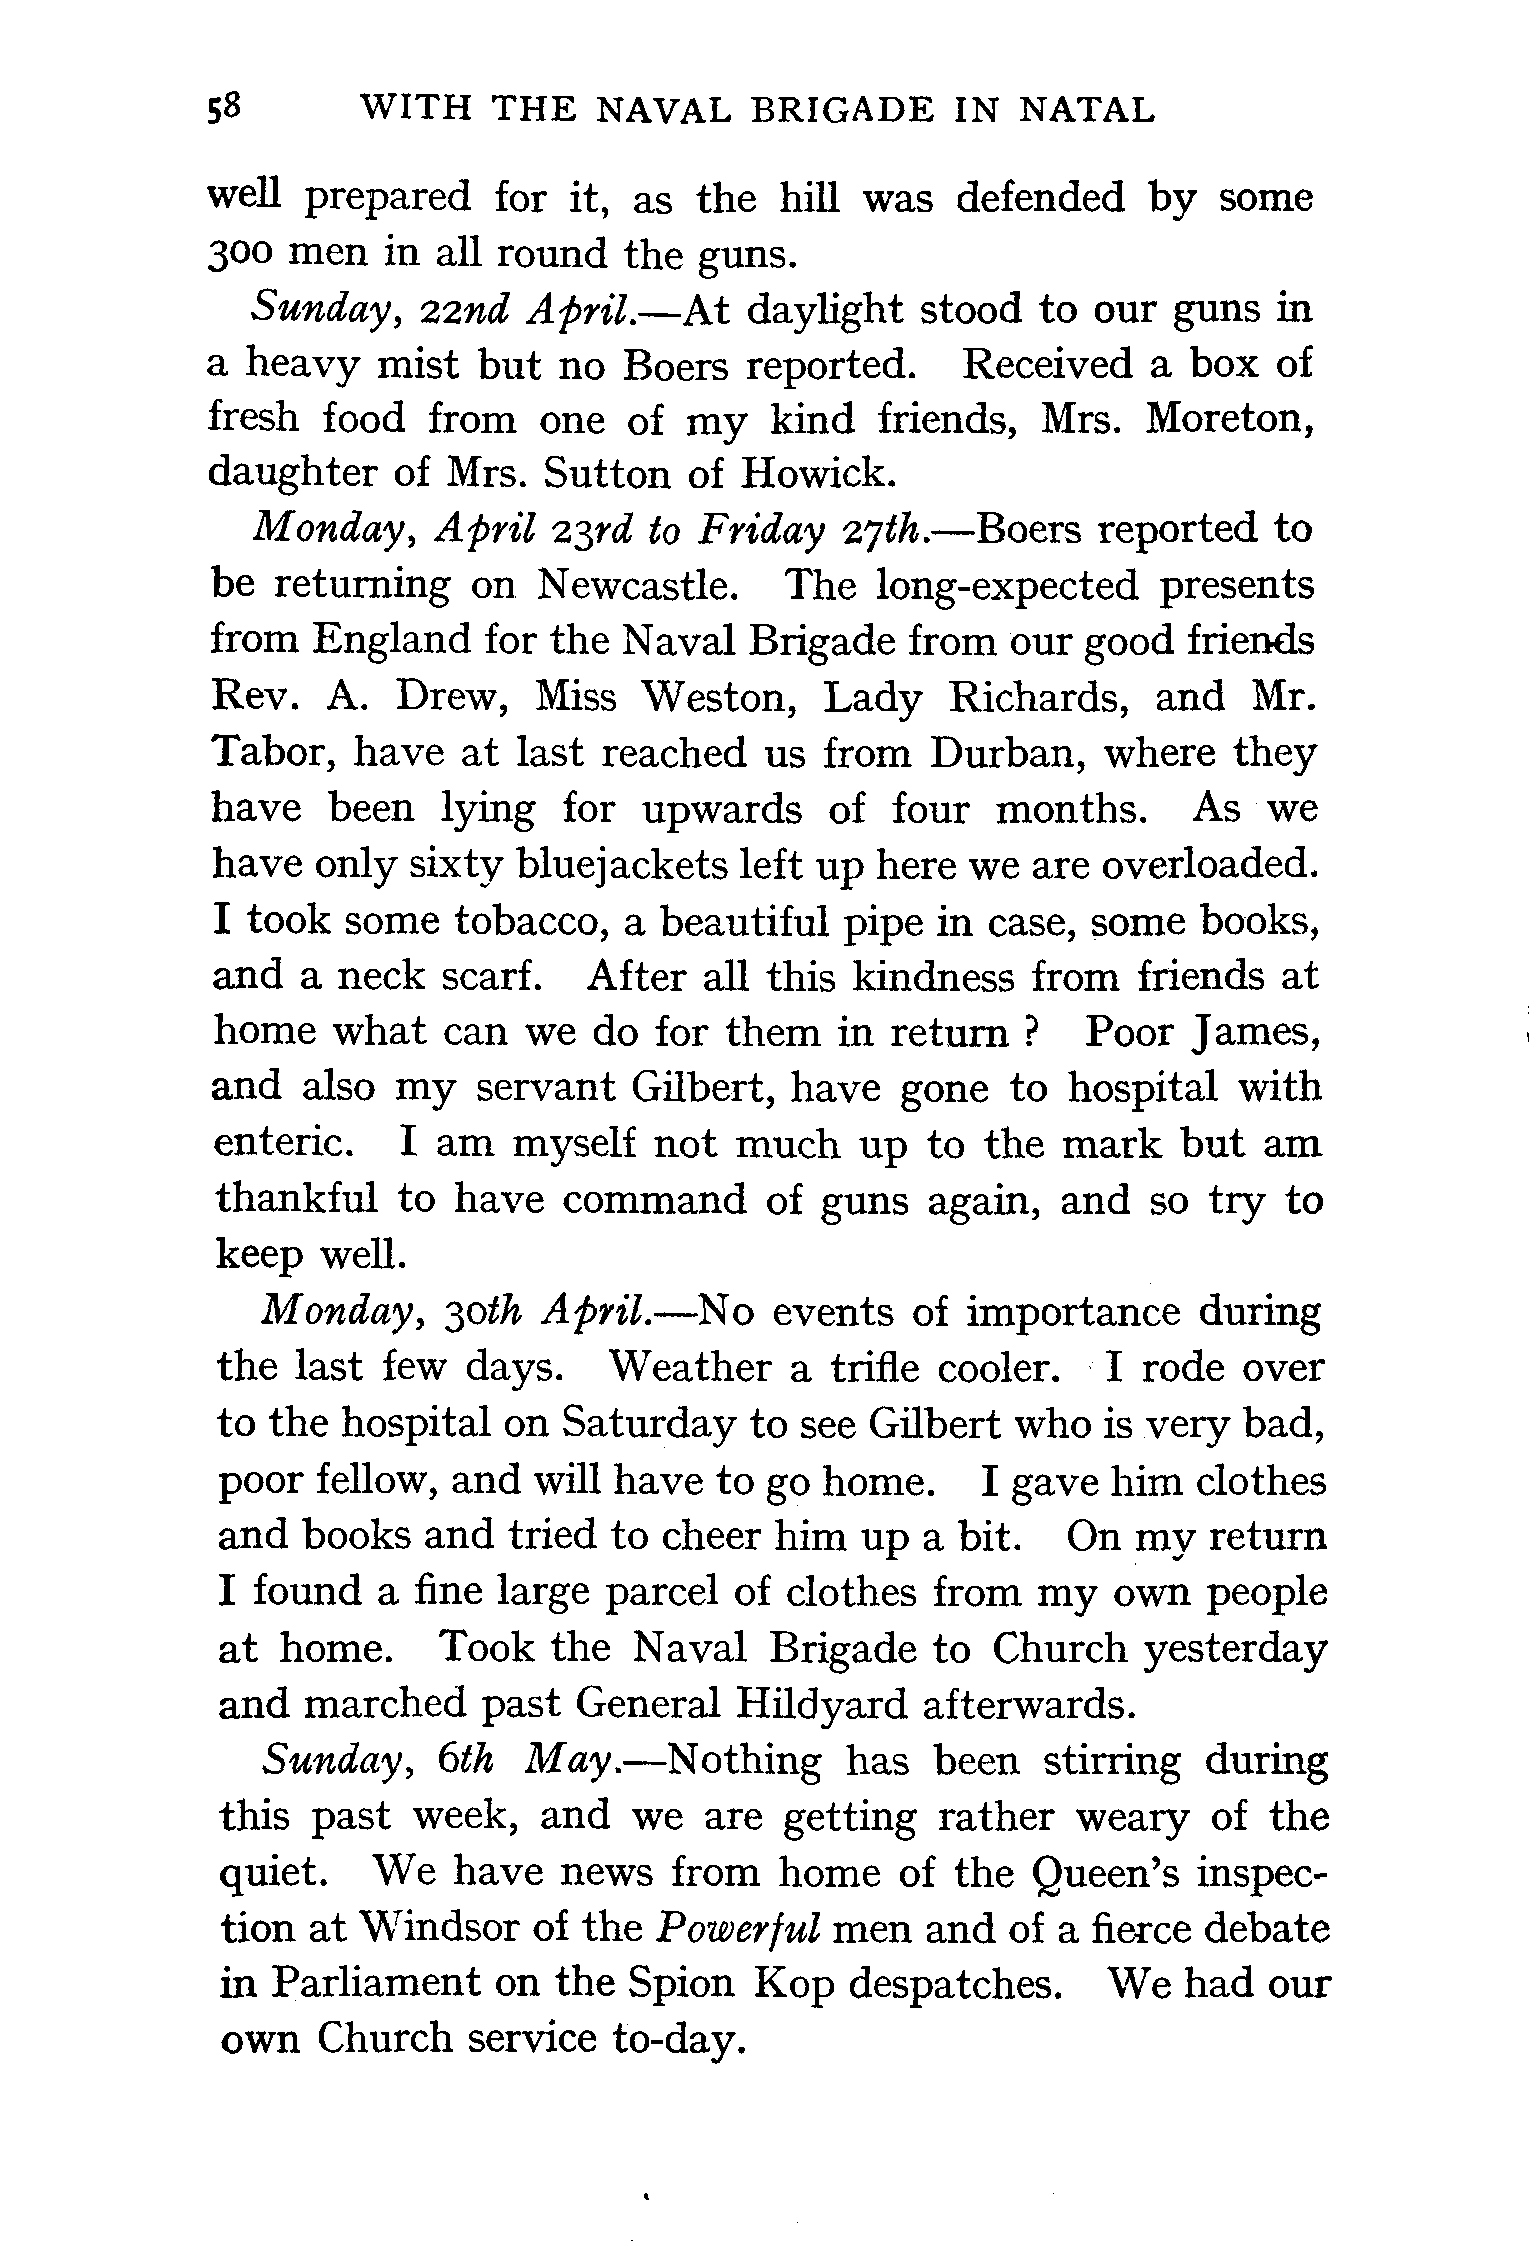 58 WITH THE NAVAL BRIGADE IN NATAL
well prepared for it, as the hill was defended by some
300 men in all round the guns.
Sunday, 22nd April.—At daylight stood to our guns in
a heavy mist but no Boers reported. Received a box of
fresh food from one of my kind friends, Mrs. Moreton,
daughter of Mrs. Sutton of Howick.
Monday, April 23rd to Friday 27th.—Boers reported to
be returning on Newcastle. The long-expected presents
from England for the Naval Brigade from our good friends
Rev. A. Drew, Miss Weston, Lady Richards, and Mr.
Tabor, have at last reached us from Durban, where they
have been lying for upwards of four months. As we
have only sixty bluejackets left up here we are overloaded.
I took some tobacco, a beautiful pipe in case, some books,
and a neck scarf. After all this kindness from friends at
home what can we do for them in return ? Poor James,
and also my servant Gilbert, have gone to hospital with
enteric. I am myself not much up to the mark but am
thankful to have command of guns again, and so try to
keep well.
Monday, 30th April.—No events of importance during
the last few days. Weather a trifle cooler. I rode over
to the hospital on Saturday to see Gilbert who is very bad,
poor fellow, and will have to go home. I gave him clothes
and books and tried to cheer him up a bit. On my return
I found a fine large parcel of clothes from my own people
at home. Took the Naval Brigade to Church yesterday
and marched past General Hildyard afterwards.
Sunday, 6th May.—Nothing has been stirring during
this past week, and we are getting rather weary of the
quiet. We have news from home of the Queen's inspec-
tion at Windsor of the Powerful men and of a fierce debate
in Parliament on the Spion Kop despatches. We had our
own Church service to-day.